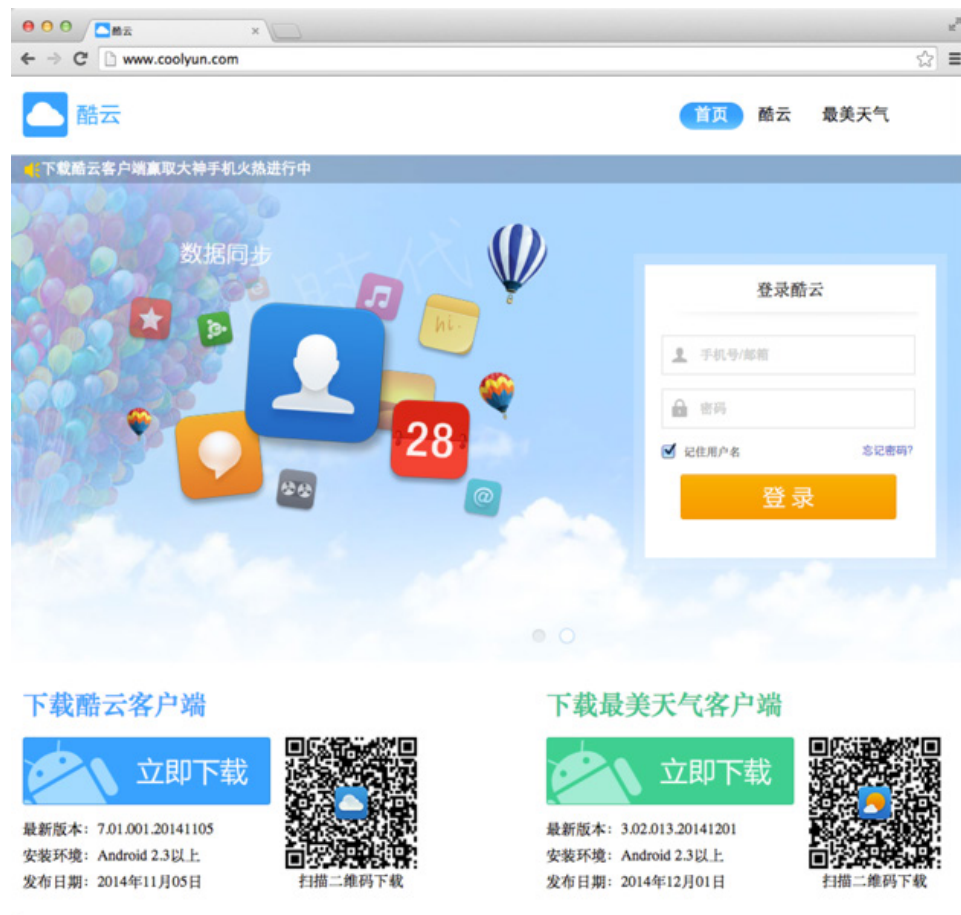 酷云
www.coolyun.com
酷云
首页 酷云 最美天气
下载酷云客户端赢取大神手机火热进行中
时代
数据同步
hi.
28
@
登录酷云
手机号/邮箱
密码
记住用户名 忘记密码?
登录
下载酷云客户端
立即下载
最新版本：7.01.001.20141105
安装环境：Android 2.3以上
发布日期：2014年11月05日
扫描二维码下载
下载最美天气客户端
立即下载
最新版本：3.02.013.20141201
安装环境：Android 2.3以上
发布日期：2014年12月01日
扫描二维码下载